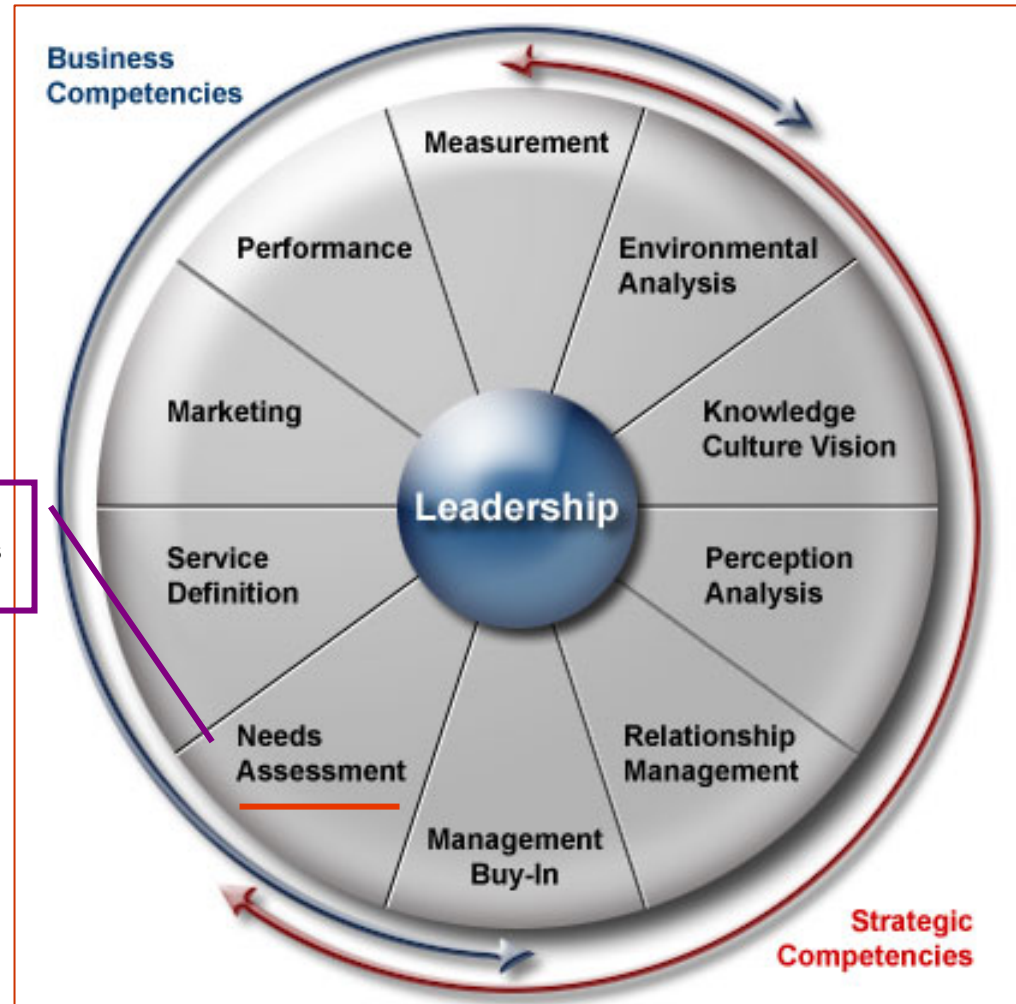 Business
Competencies
Measurement
Performance
Environmental
Analysis
Marketing
Knowledge
Culture Vision
Leadership
Service
Definition
Perception
Analysis
Needs
Assessment
Relationship
Management
Management
Buy-In
Strategic
Competencies